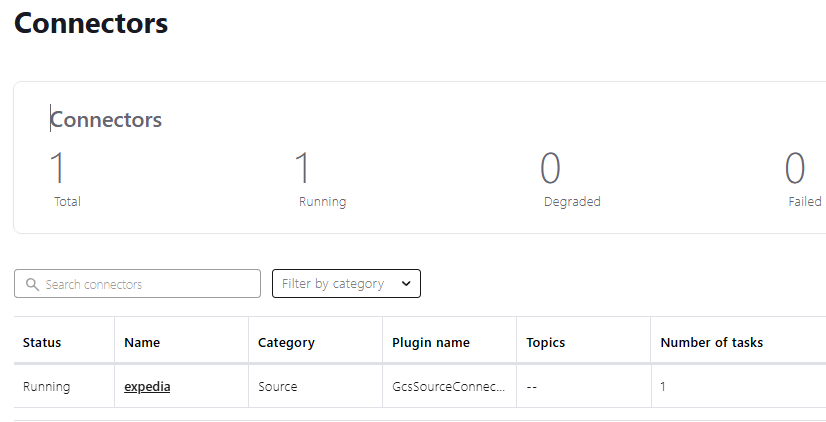 Connectors
Connectors
1 1 0 0
Total Running Degraded Failed
Search connectors Filter by category
Status Name Category Plugin name Topics Number of tasks
Running expedia Source GcsSourceConnec... -- 1